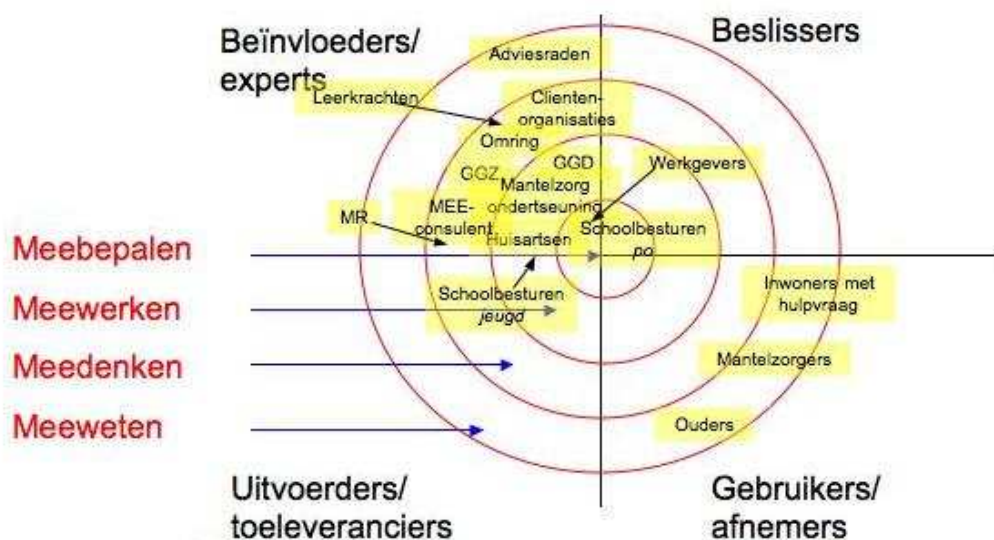 Beïnvloeders/
experts
Beslissers
Adviesraden
Leerkrachten
Clienten-
organisaties
Omring
GGD
Werkgevers
GGZ
Mantelzorg
ondertseuning
MEE-
consulent
MR
Schoolbesturen
po
Huisartsen
Meebepalen
Schoolbesturen
jeugd
Inwoners met
hulpvraag
Meewerken
Mantelzorgers
Meedenken
Ouders
Meeweten
Uitvoerders/
toeleveranciers
Gebruikers/
afnemers